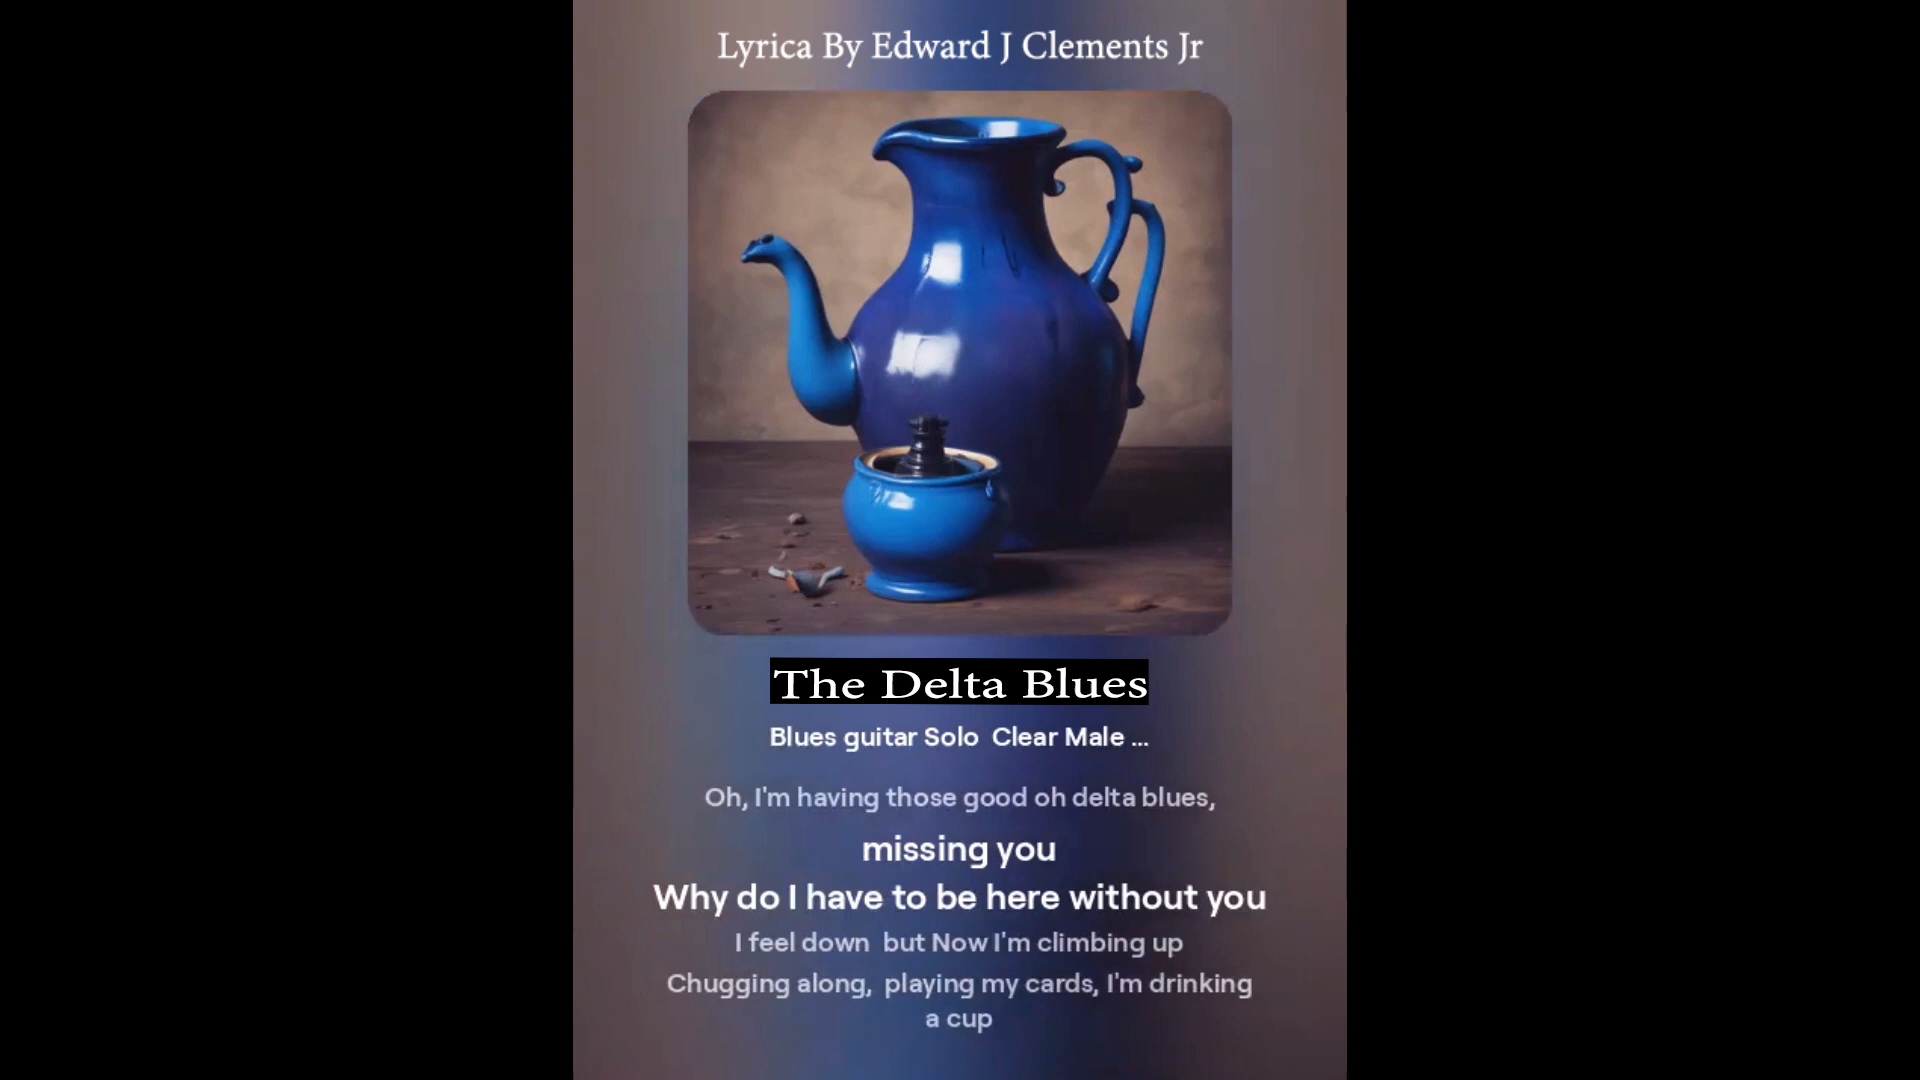 Lyrica By Edward J Clements Jr
The Delta Blues
Blues guitar Solo  Clear Male ...
Oh, I'm having those good oh delta blues,
missing you
Why do I have to be here without you
I feel down  but Now I'm climbing up
Chugging along,  playing my cards, I'm drinking
a cup